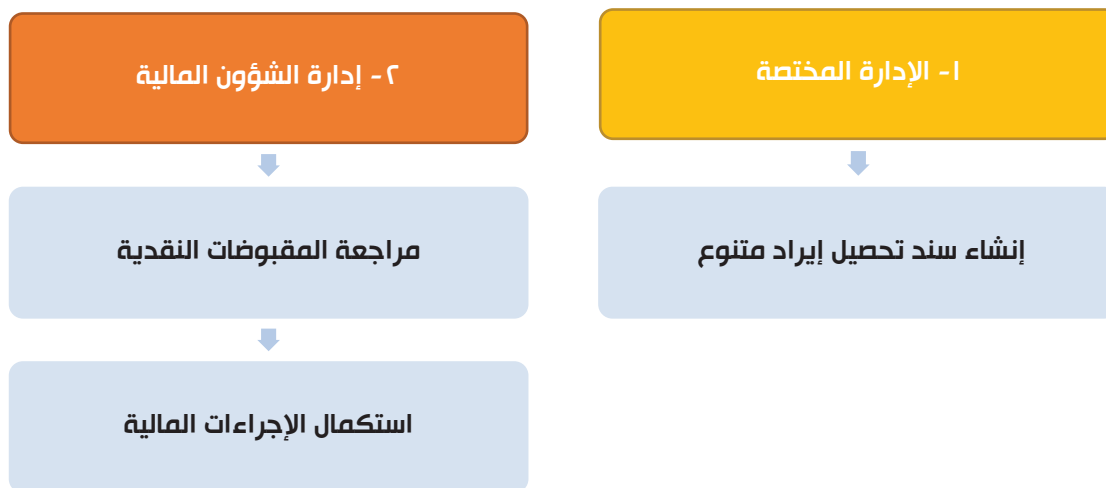 ١- الإدارة المختصة
إنشاء سند تحصيل إيراد متنوع
٢- إدارة الشؤون المالية
مراجعة المقبوضات النقدية
استكمال الإجراءات المالية